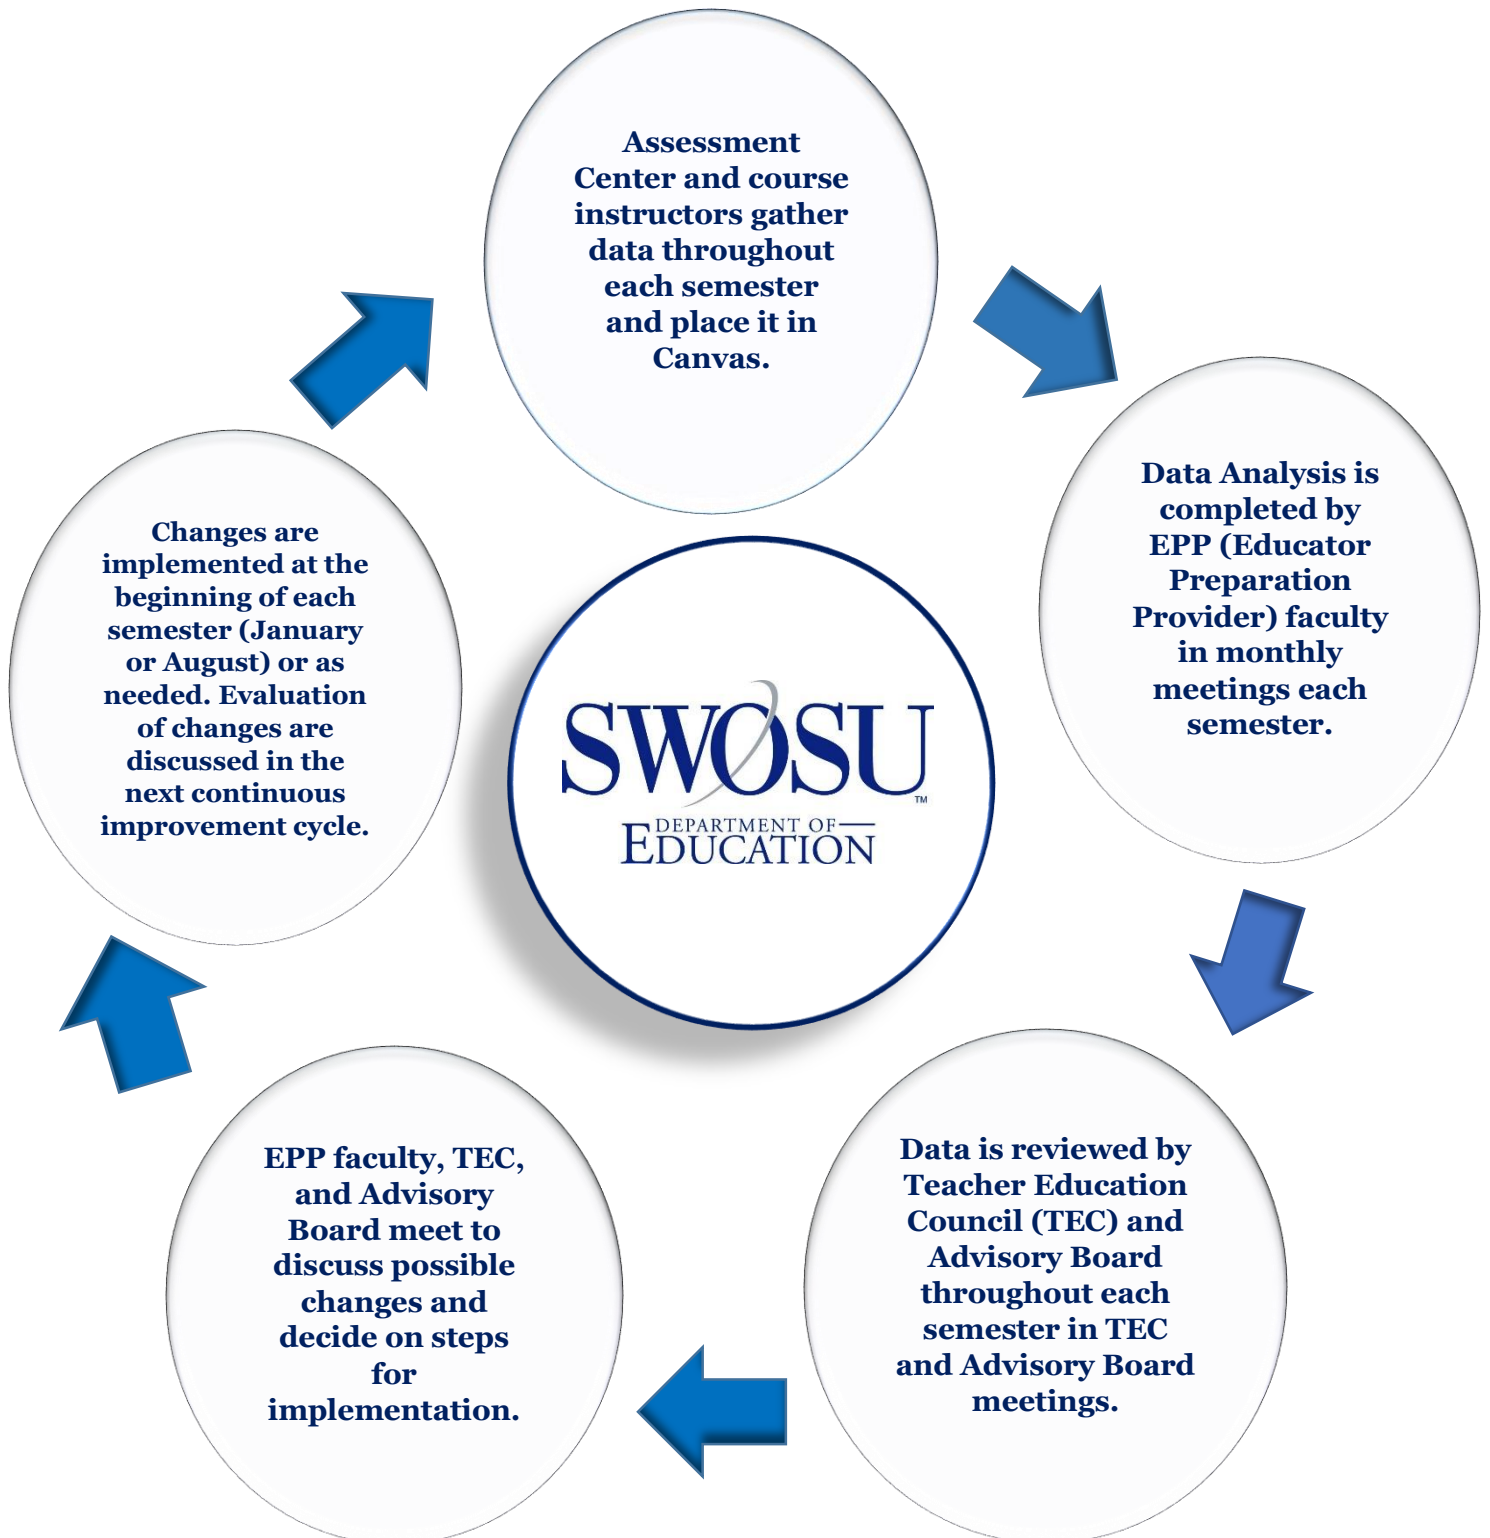 Assessment
Center and course
instructors gather
data throughout
each semester
and place it in
Canvas.
Data Analysis is
completed by
EPP (Educator
Preparation
Provider) faculty
in monthly
meetings each
semester.
Data is reviewed by
Teacher Education
Council (TEC) and
Advisory Board
throughout each
semester in TEC
and Advisory Board
meetings.
EPP faculty, TEC,
and Advisory
Board meet to
discuss possible
changes and
decide on steps
for
implementation.
Changes are
implemented at the
beginning of each
semester (January
or August) or as
needed. Evaluation
of changes are
discussed in the
next continuous
improvement cycle.
SWOSU™
DEPARTMENT OF
EDUCATION